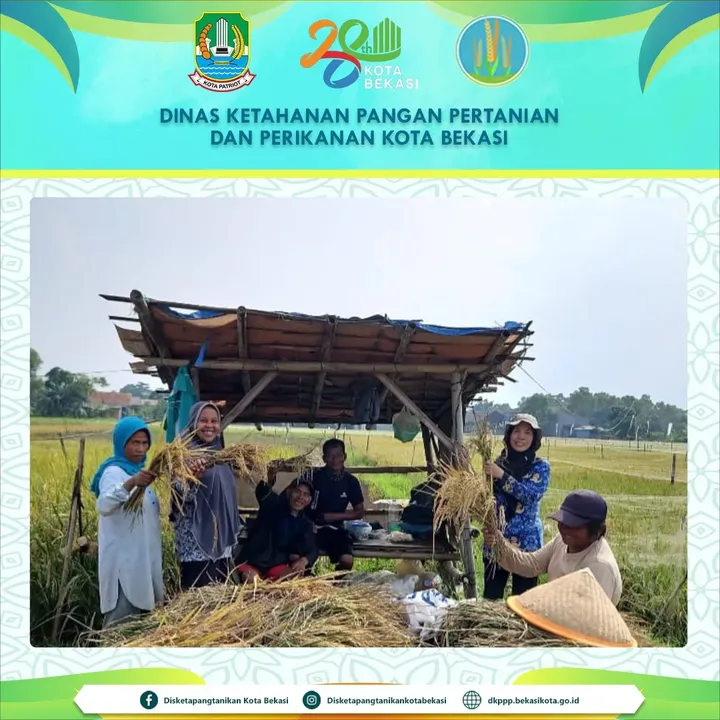 KOTA PATRIOT
28th
KOTA
BEKASI
DINAS KETAHANAN PANGAN PERTANIAN
DAN PERIKANAN KOTA BEKASI
Disketapangtanikan Kota Bekasi
Disketapangtanikankotabekasi
dkppp.bekasikota.go.id